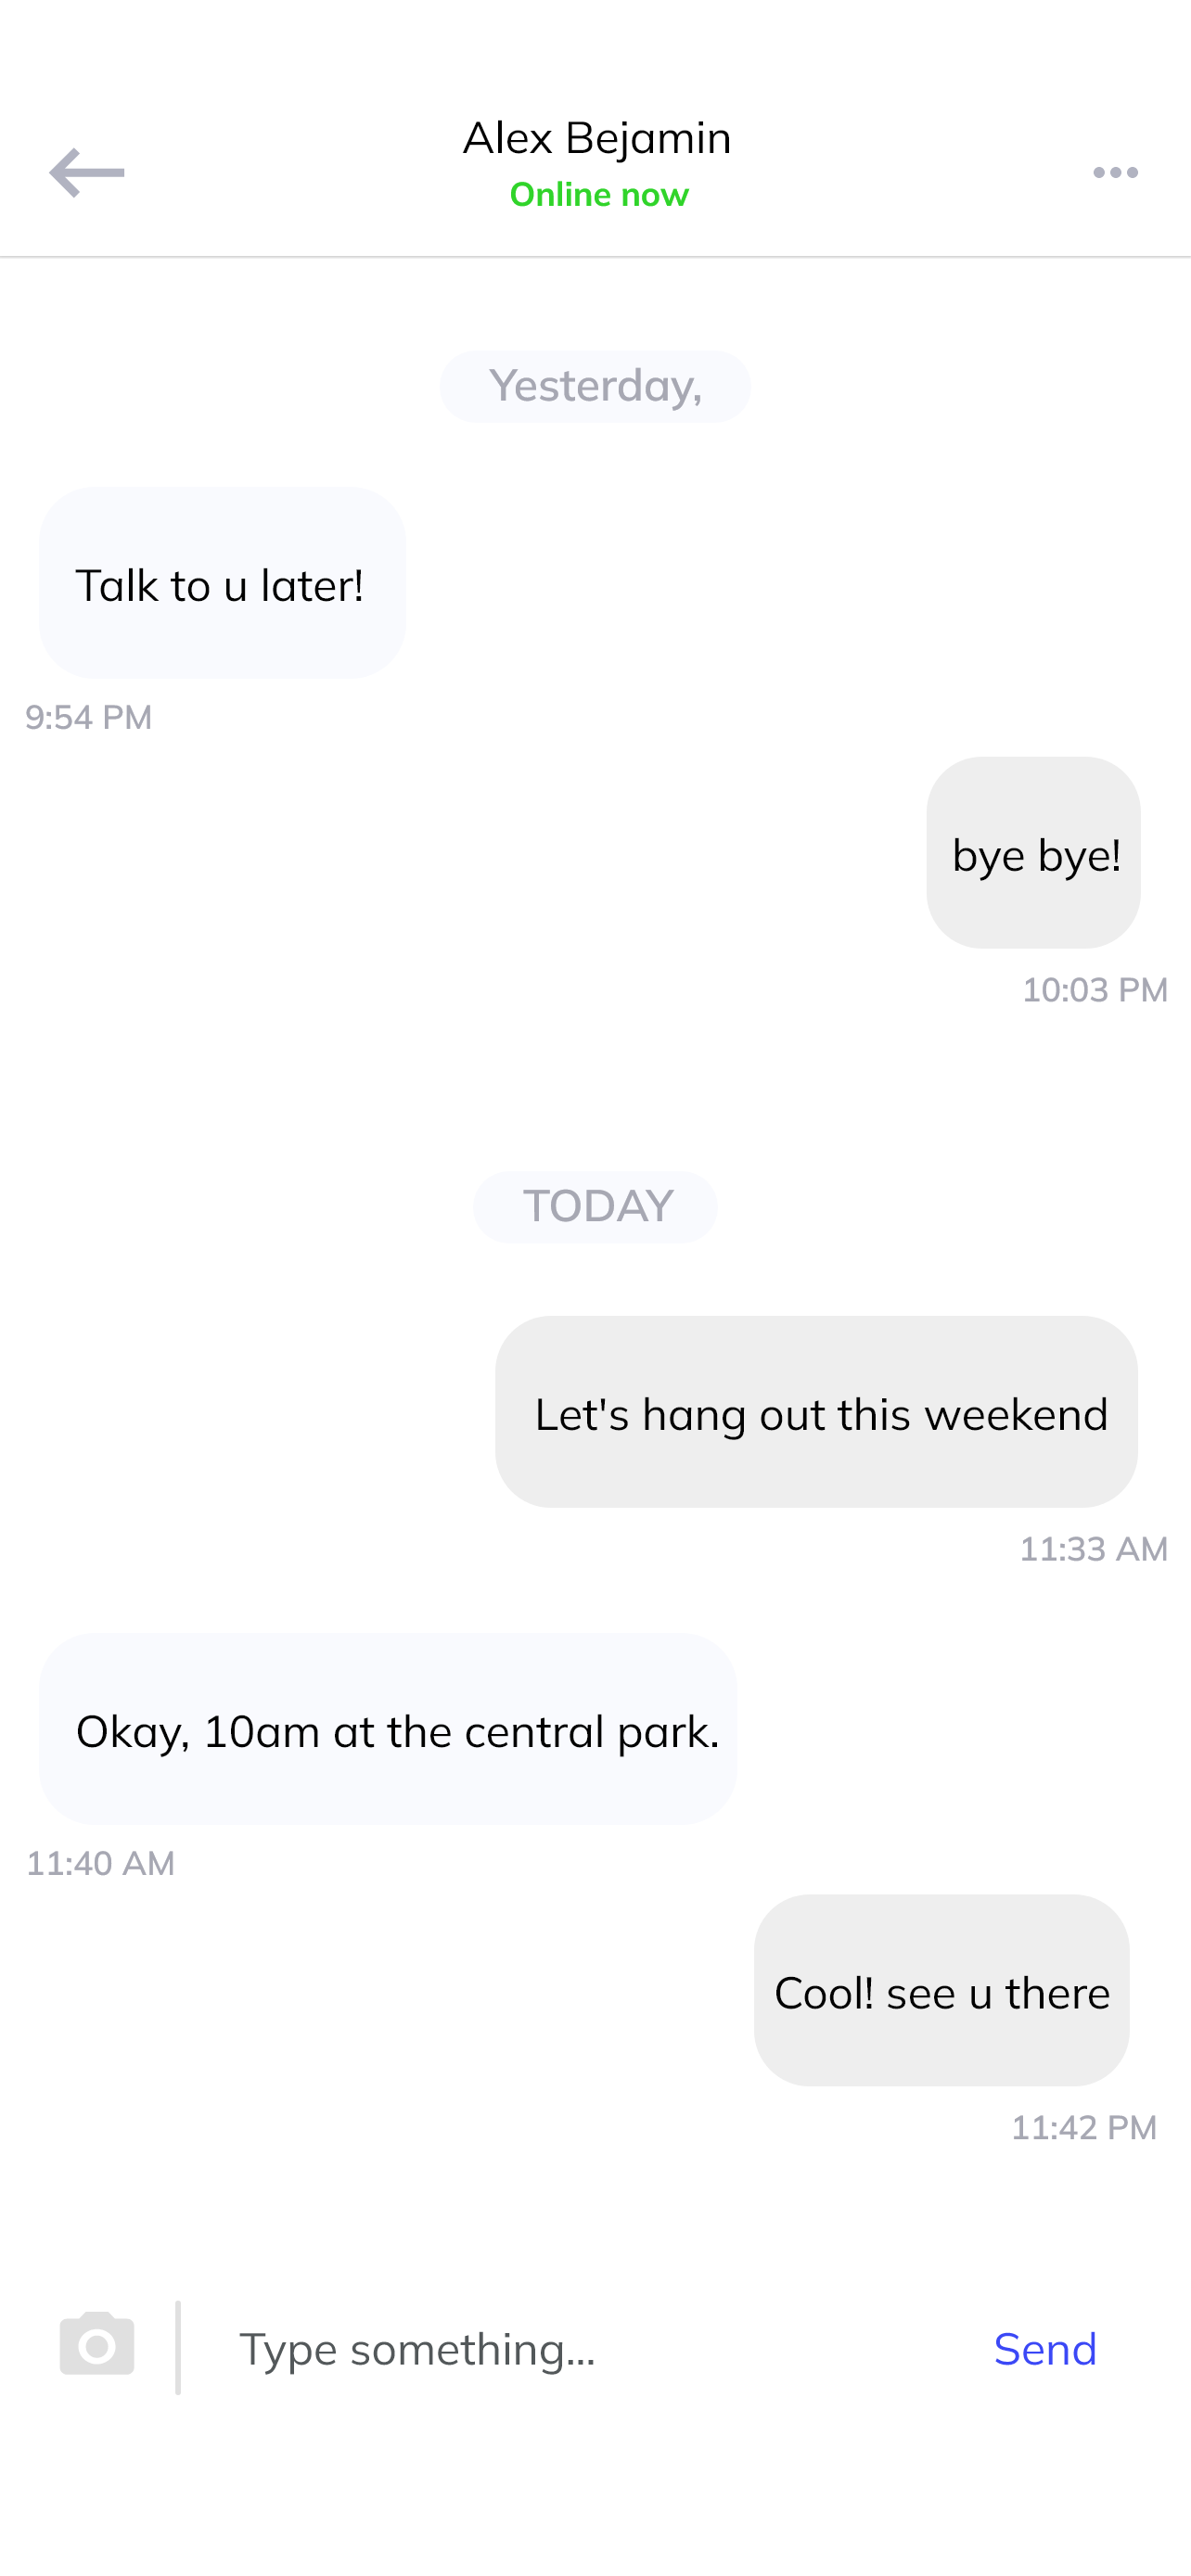 Alex Bejamin
Online now
Yesterday,
Talk to u later!
9:54 PM
bye bye!
10:03 PM
TODAY
Let's hang out this weekend
11:33 AM
Okay, 10am at the central park.
11:40 AM
Cool! see u there
11:42 PM
Type something... Send